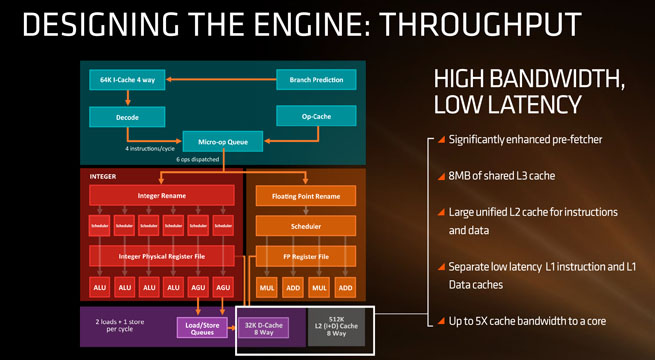 DESIGNING THE ENGINE: THROUGHPUT
64K I-Cache 4 way
Branch Prediction
Decode
Op-Cache
Micro-op Queue
4 instructions/cycle
6 ops dispatched
INTEGER
Integer Rename
Floating Point Rename
Scheduler
Scheduler
Scheduler
Scheduler
Scheduler
Scheduler
Scheduler
Integer Physical Register File
FP Register File
ALU
ALU
ALU
ALU
AGU
AGU
MUL
ADD
MUL
ADD
2 loads + 1 store
per cycle
Load/Store
Queues
32K D-Cache
8 Way
512K
L2 (I+D) Cache
8 Way
HIGH BANDWIDTH,
LOW LATENCY
Significantly enhanced pre-fetcher
8MB of shared L3 cache
Large unified L2 cache for instructions
and data
Separate low latency L1 instruction and L1
Data caches
Up to 5X cache bandwidth to a core